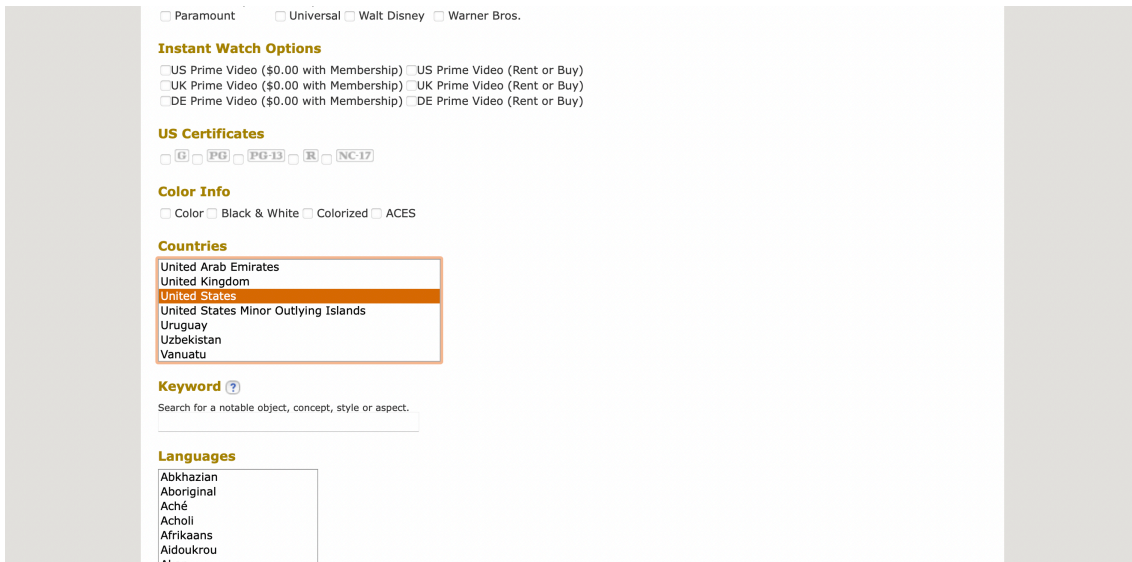 Paramount Universal Walt Disney Warner Bros.
Instant Watch Options
US Prime Video ($0.00 with Membership) US Prime Video (Rent or Buy)
UK Prime Video ($0.00 with Membership) UK Prime Video (Rent or Buy)
DE Prime Video ($0.00 with Membership) DE Prime Video (Rent or Buy)
US Certificates
G PG PG-13 R NC-17
Color Info
Color Black & White Colorized ACES
Countries
United Arab Emirates
United Kingdom
United States
United States Minor Outlying Islands
Uruguay
Uzbekistan
Vanuatu
Keyword ?
Search for a notable object, concept, style or aspect.
Languages
Abkhazian
Aboriginal
Aché
Acholi
Afrikaans
Aidoukrou